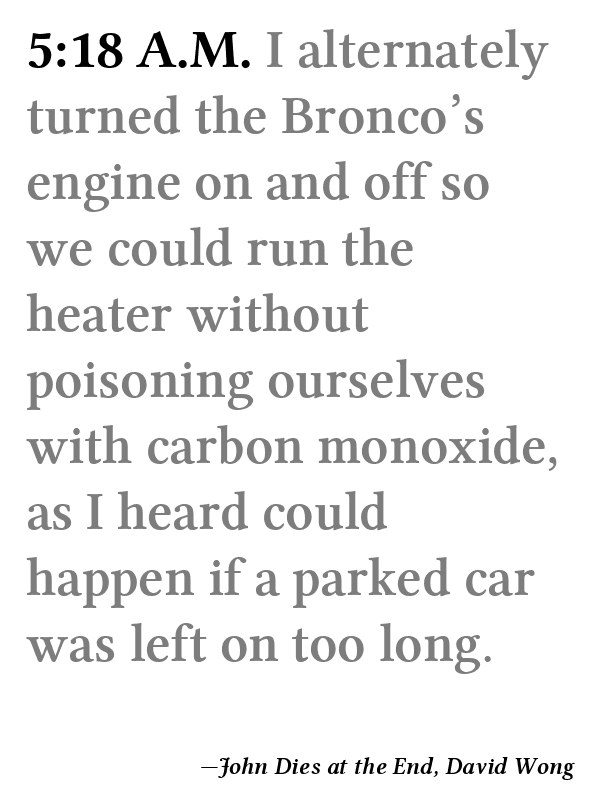 5:18 A.M. I alternately
turned the Bronco’s
engine on and off so
we could run the
heater without
poisoning ourselves
with carbon monoxide,
as I heard could
happen if a parked car
was left on too long.
—John Dies at the End, David Wong